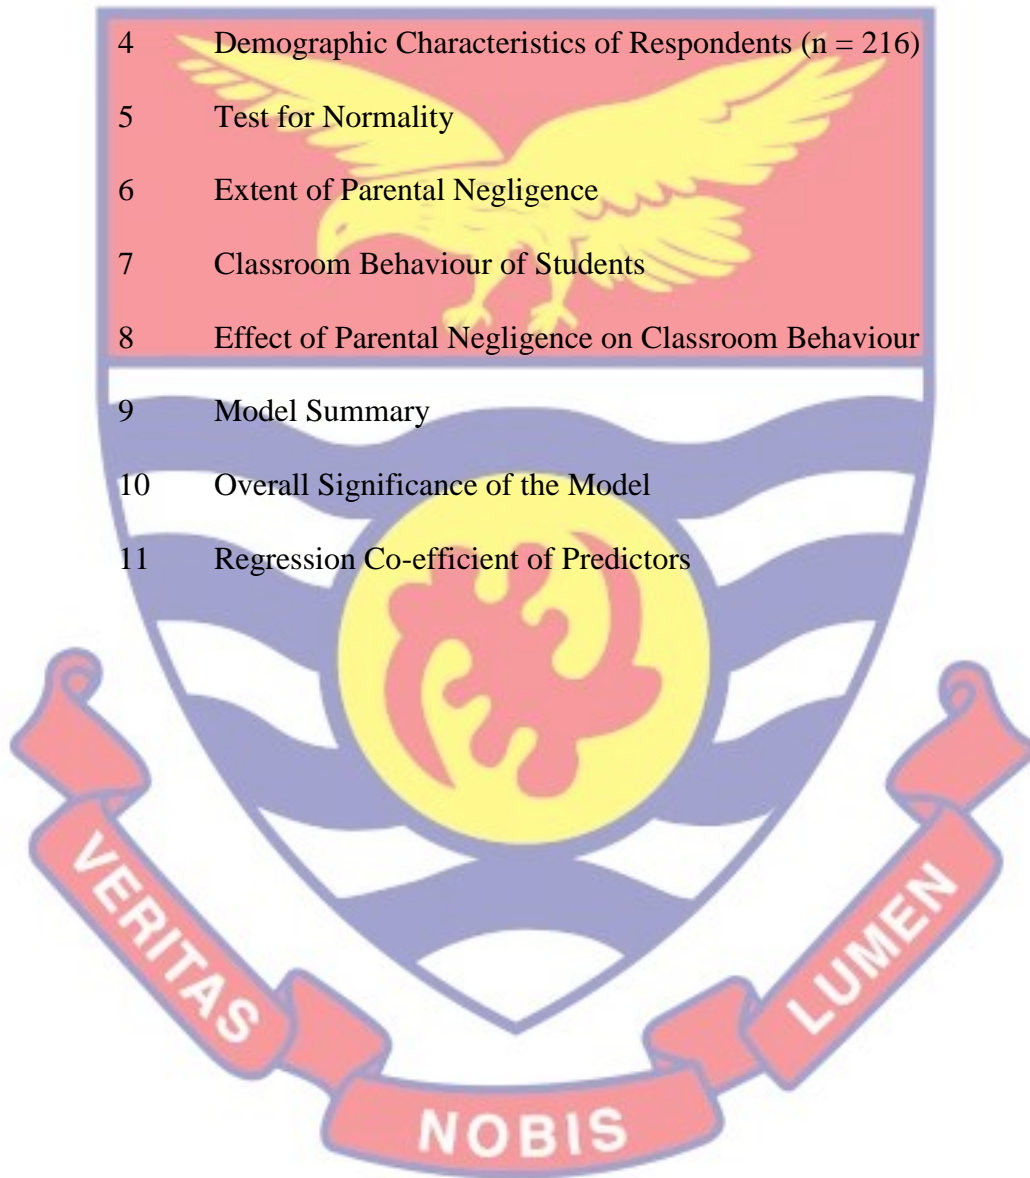 4 Demographic Characteristics of Respondents (n = 216)
5 Test for Normality
6 Extent of Parental Negligence
7 Classroom Behaviour of Students
8 Effect of Parental Negligence on Classroom Behaviour
9 Model Summary
10 Overall Significance of the Model
11 Regression Co-efficient of Predictors
VERITAS
NOBIS
LUMEN